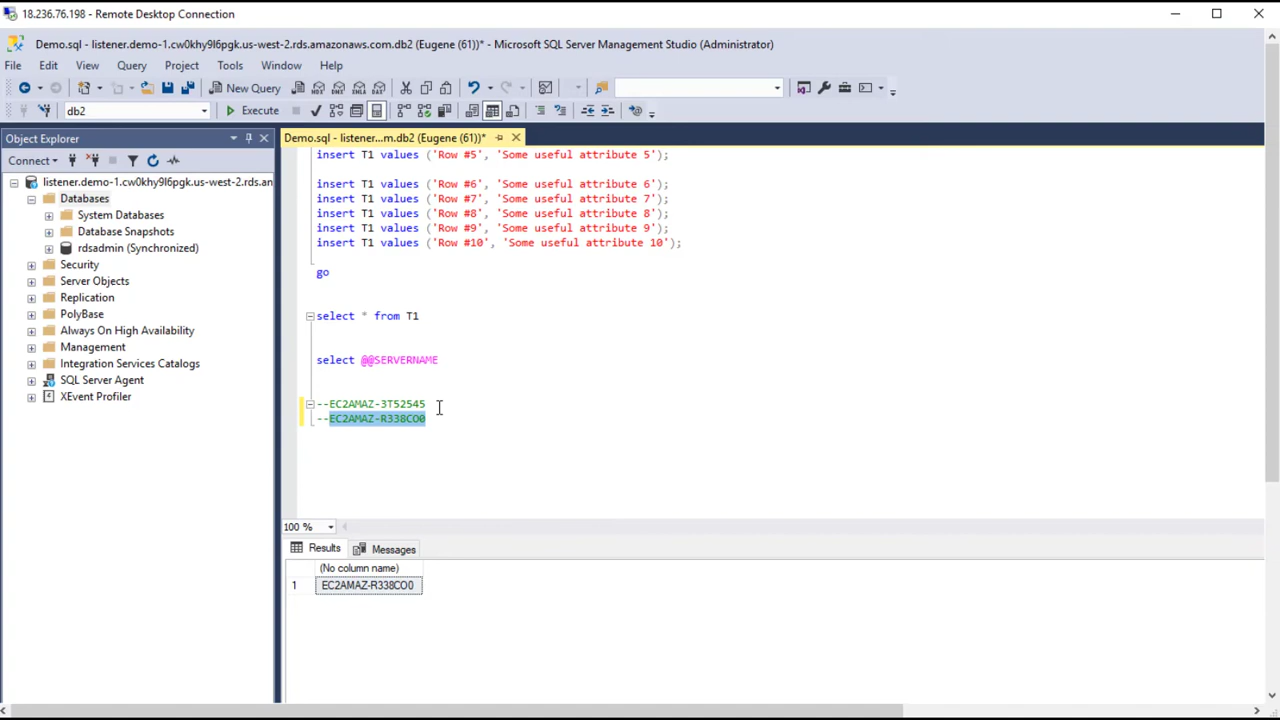 18.236.76.198 - Remote Desktop Connection
Demo.sql - listener.demo-1.cw0khy9l6pgk.us-west-2.rds.amazonaws.com.db2 (Eugene (61))* - Microsoft SQL Server Management Studio (Administrator)
File Edit View Query Project Tools Window Help
New Query
db2 Execute
Object Explorer
Demo.sql - listener...m.db2 (Eugene (61))*
Connect
listener.demo-1.cw0khy9l6pgk.us-west-2.rds.an
Databases
System Databases
Database Snapshots
rdsadmin (Synchronized)
Security
Server Objects
Replication
PolyBase
Always On High Availability
Management
Integration Services Catalogs
SQL Server Agent
XEvent Profiler
insert T1 values ('Row #5', 'Some useful attribute 5');
insert T1 values ('Row #6', 'Some useful attribute 6');
insert T1 values ('Row #7', 'Some useful attribute 7');
insert T1 values ('Row #8', 'Some useful attribute 8');
insert T1 values ('Row #9', 'Some useful attribute 9');
insert T1 values ('Row #10', 'Some useful attribute 10');
go
select * from T1
select @@SERVERNAME
--EC2AMAZ-3T52545
--EC2AMAZ-R338CO0
100 %
Results Messages
(No column name)
1 EC2AMAZ-R338CO0